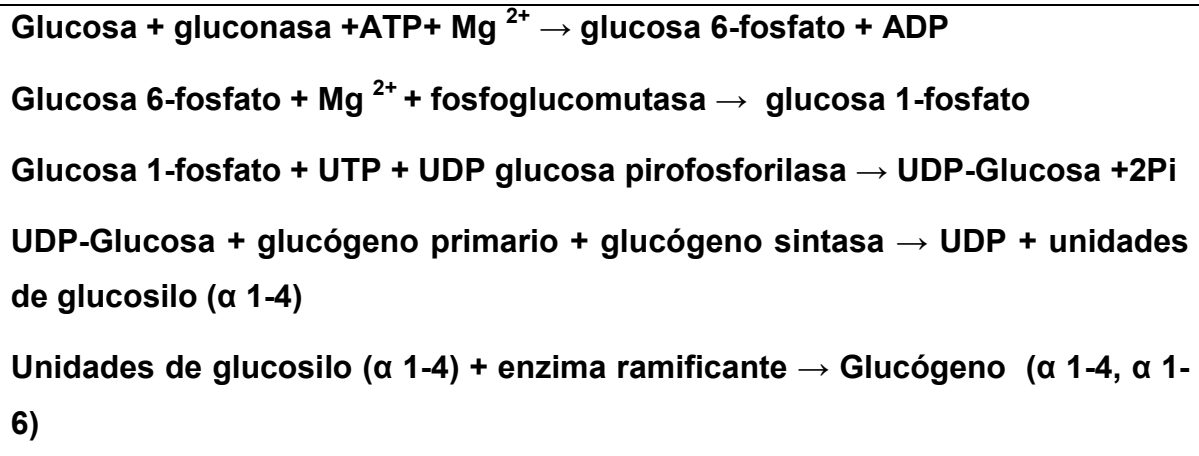 Glucosa + gluconasa +ATP+ Mg ²⁺ → glucosa 6-fosfato + ADP
Glucosa 6-fosfato + Mg ²⁺ + fosfoglucomutasa → glucosa 1-fosfato
Glucosa 1-fosfato + UTP + UDP glucosa pirofosforilasa → UDP-Glucosa +2Pi
UDP-Glucosa + glucógeno primario + glucógeno sintasa → UDP + unidades
de glucosilo (α 1-4)
Unidades de glucosilo (α 1-4) + enzima ramificante → Glucógeno (α 1-4, α 1-
6)